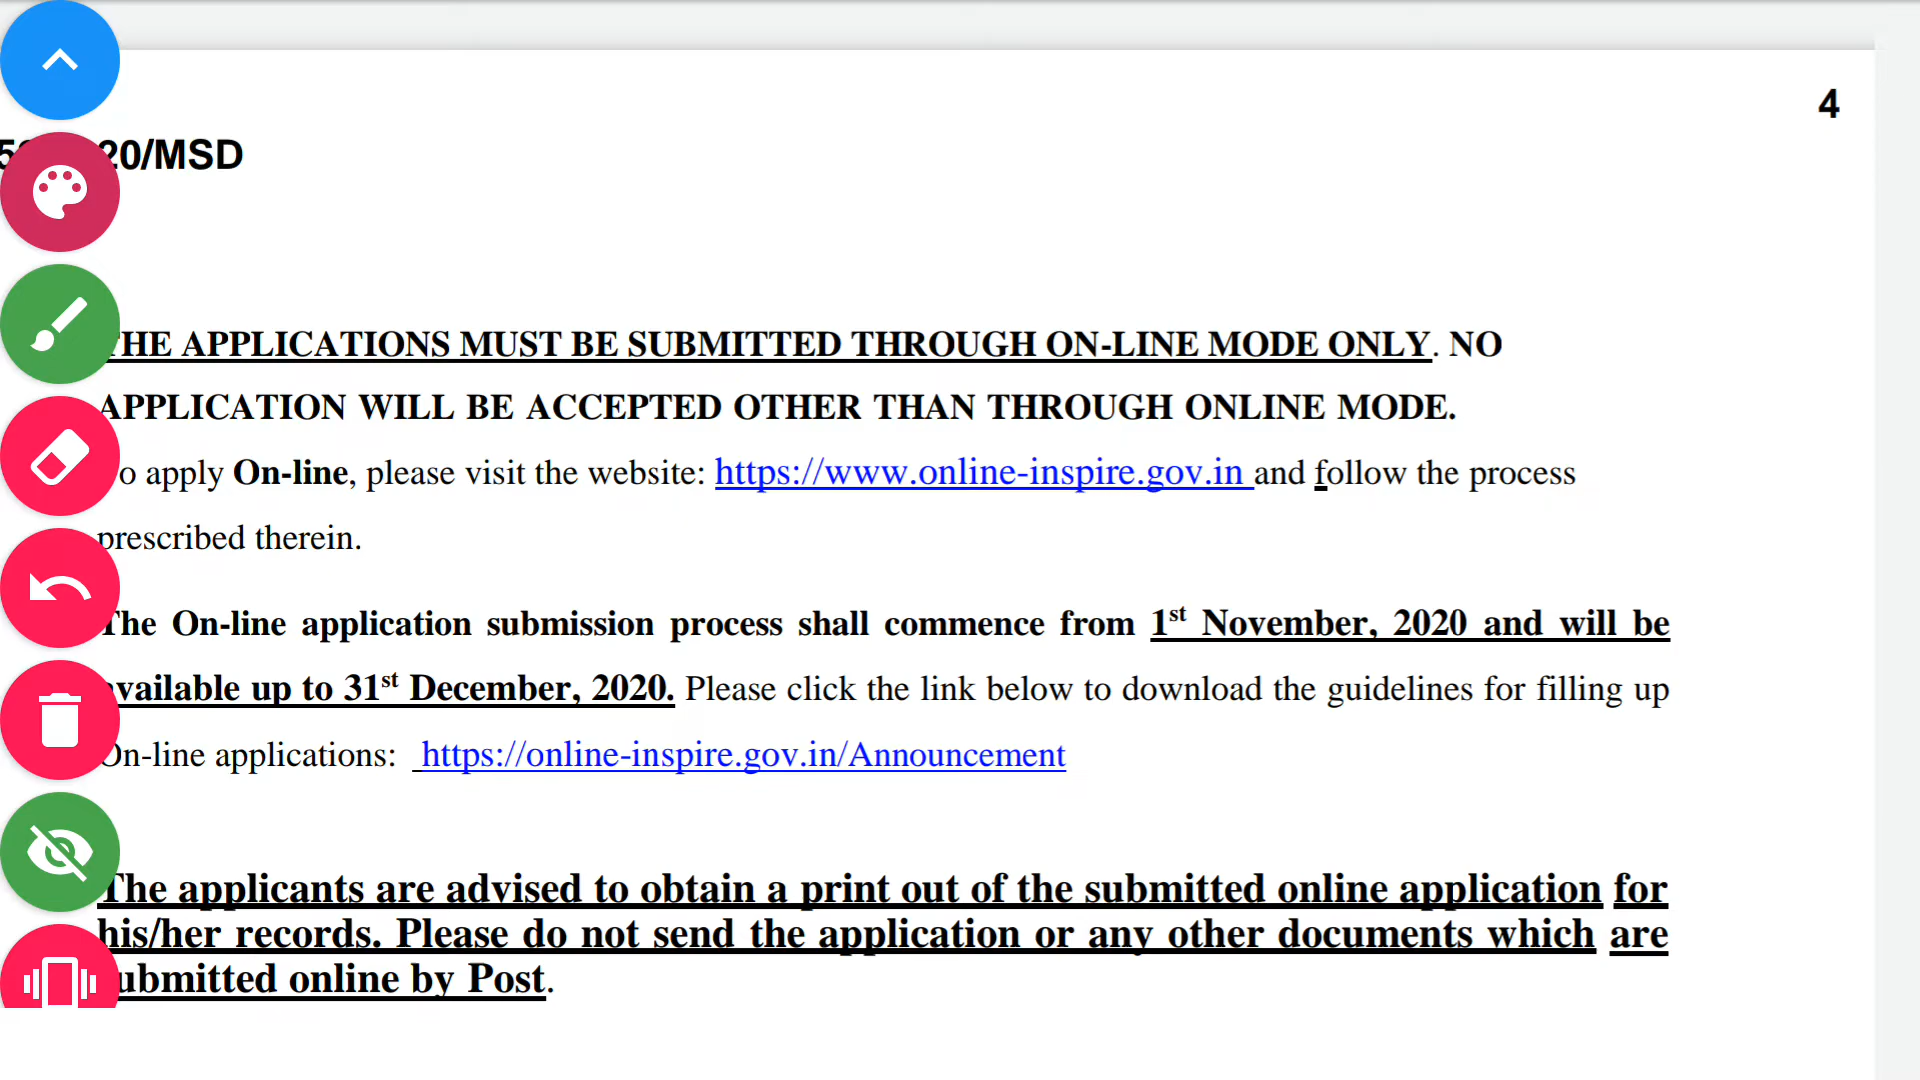 4
20/MSD
THE APPLICATIONS MUST BE SUBMITTED THROUGH ON-LINE MODE ONLY. NO
APPLICATION WILL BE ACCEPTED OTHER THAN THROUGH ONLINE MODE.
To apply On-line, please visit the website: https://www.online-inspire.gov.in and follow the process
prescribed therein.
The On-line application submission process shall commence from 1st November, 2020 and will be
available up to 31st December, 2020. Please click the link below to download the guidelines for filling up
On-line applications: https://online-inspire.gov.in/Announcement
The applicants are advised to obtain a print out of the submitted online application for
his/her records. Please do not send the application or any other documents which are
submitted online by Post.